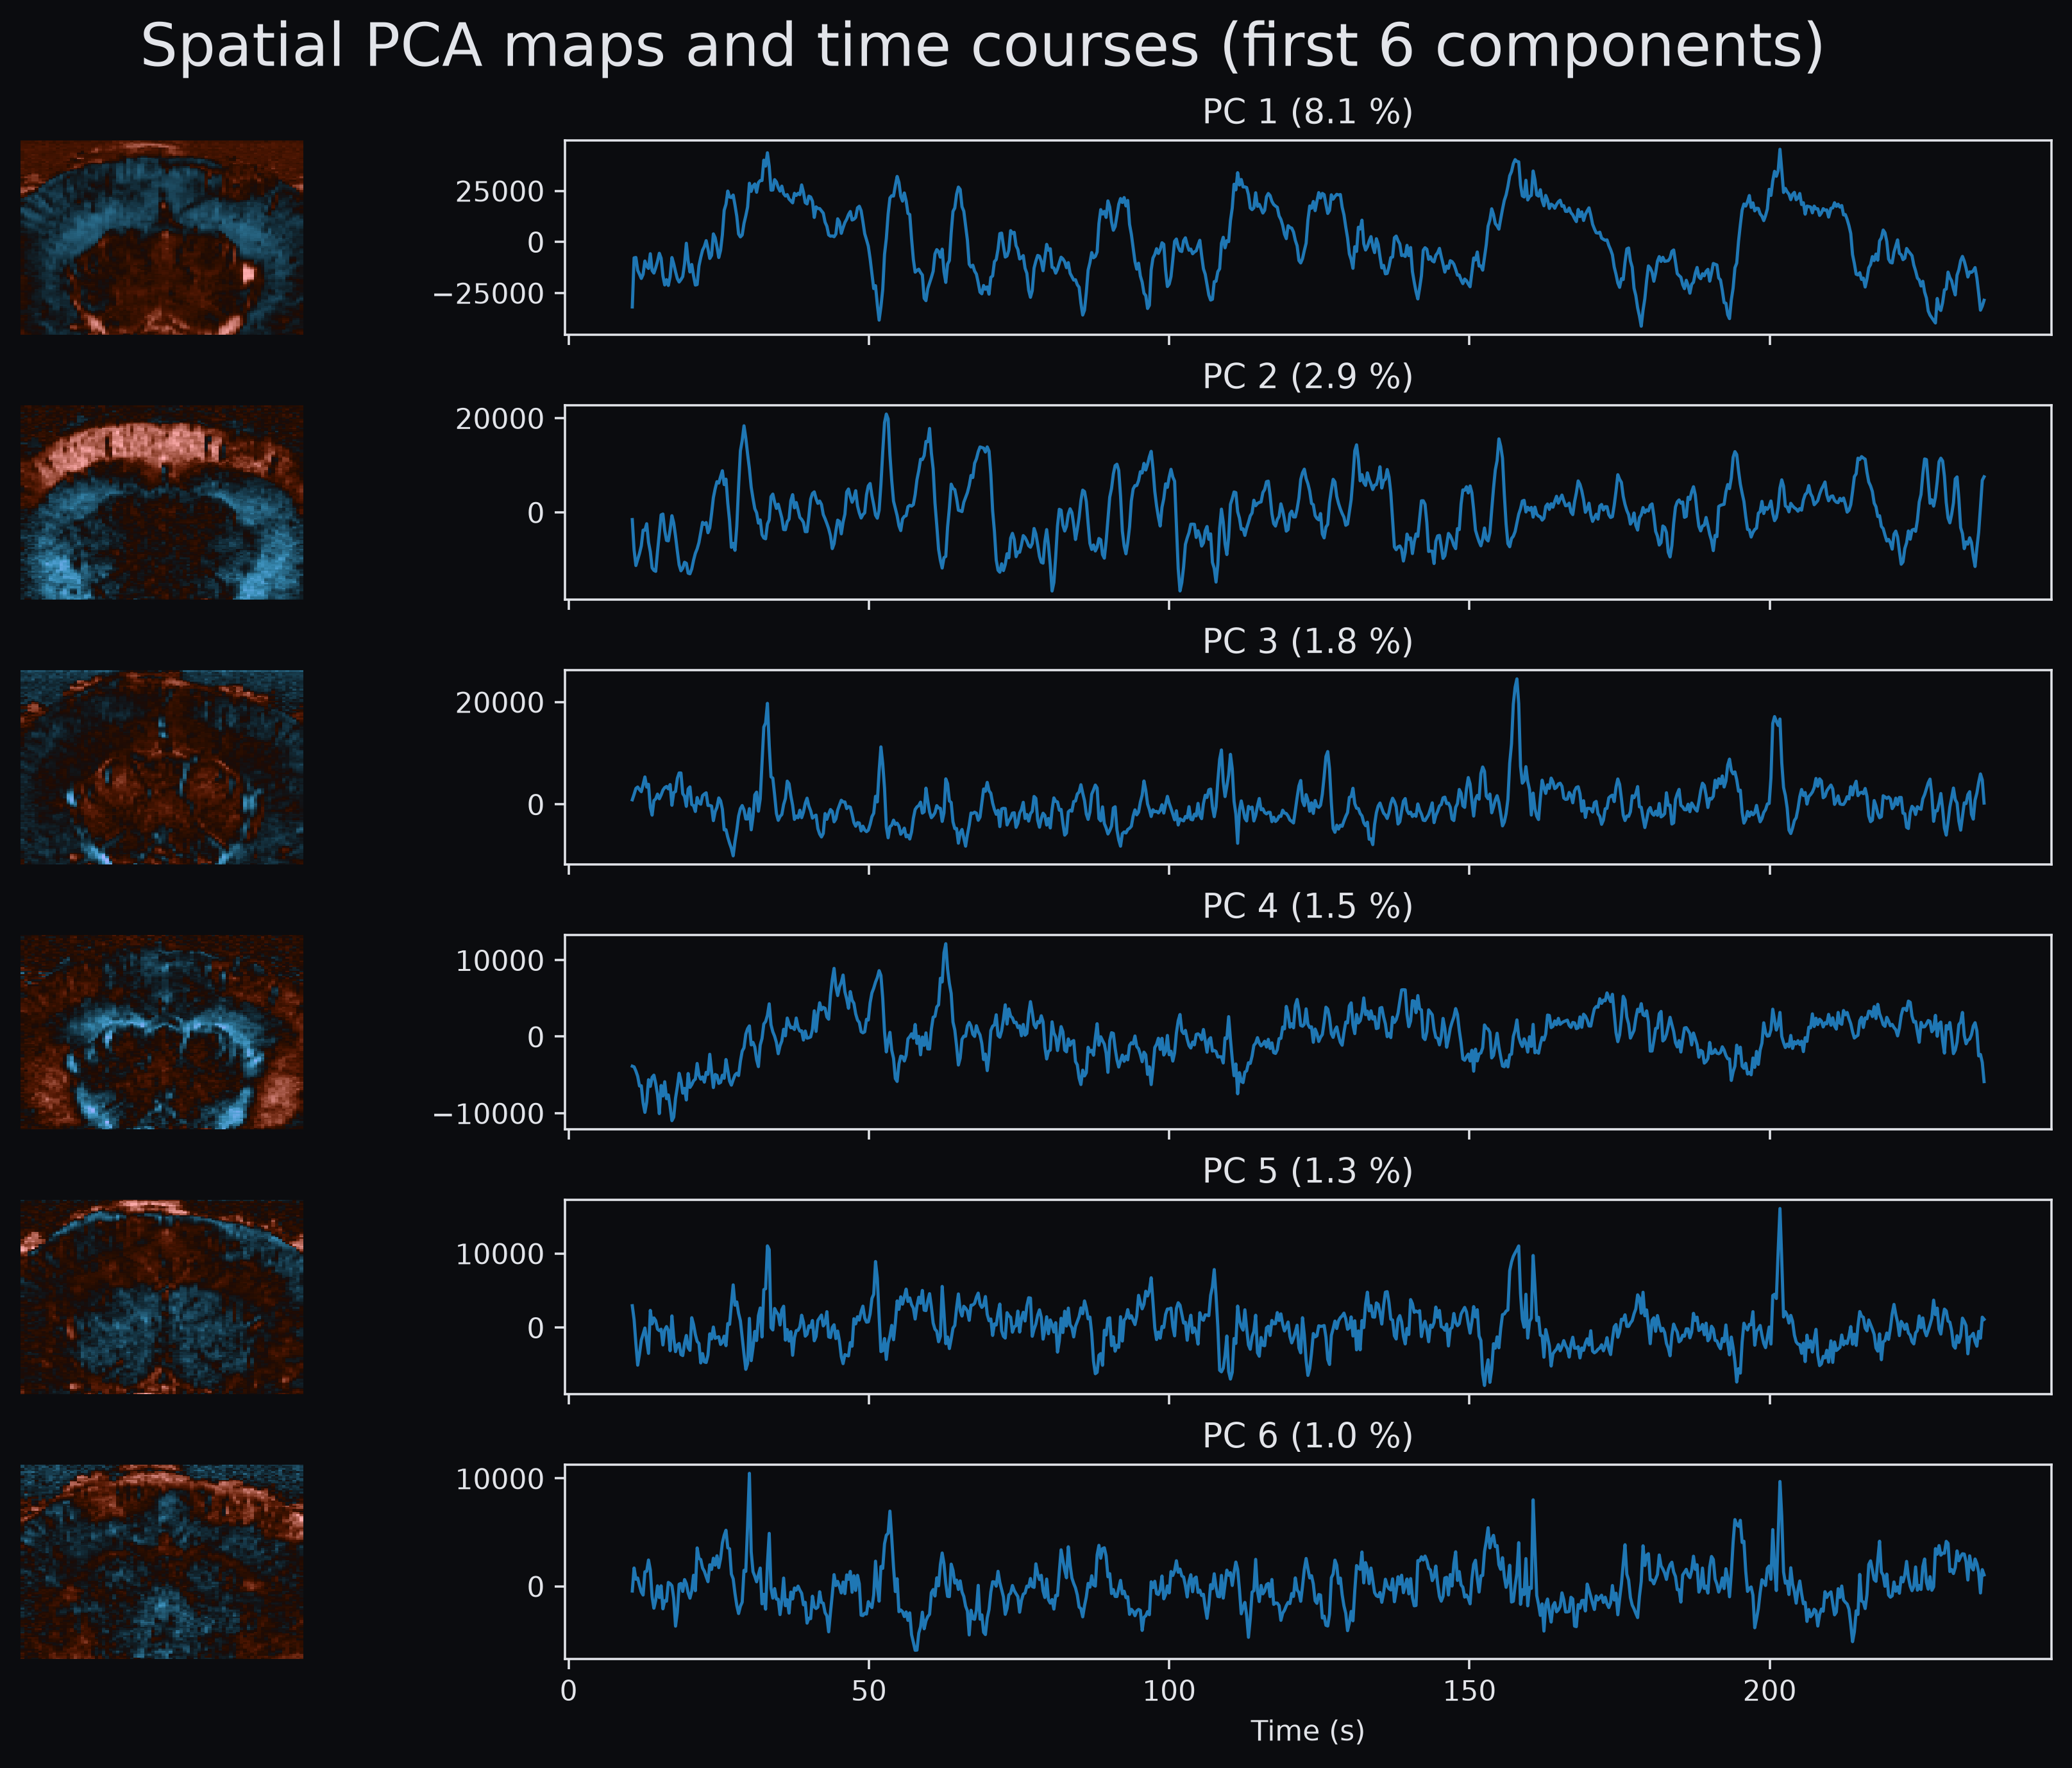 Spatial PCA maps and time courses (first 6 components)
PC 1 (8.1 %)
25000
0
−25000
PC 2 (2.9 %)
20000
0
PC 3 (1.8 %)
20000
0
PC 4 (1.5 %)
10000
0
−10000
PC 5 (1.3 %)
10000
0
PC 6 (1.0 %)
10000
0
0 50 100 150 200
Time (s)